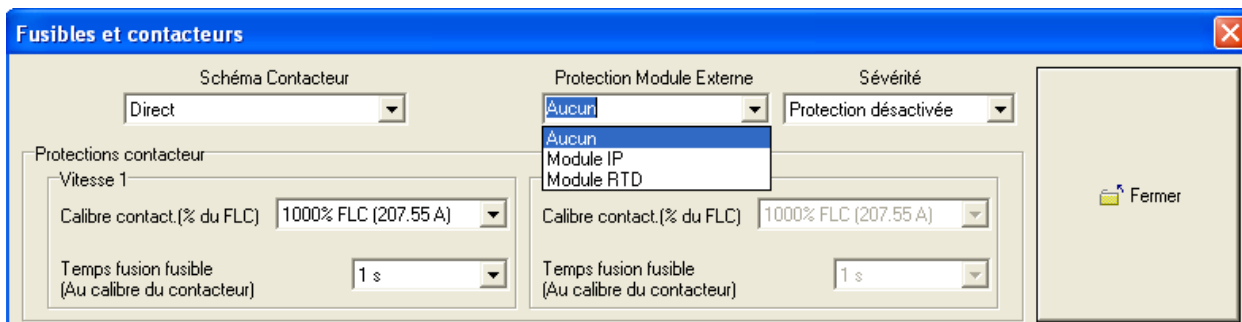 Fusibles et contacteurs
Schéma Contacteur
Direct
Protection Module Externe
Aucun
Aucun
Module IP
Module RTD
Sévérité
Protection désactivée
Fermer
Protections contacteur
Vitesse 1
Calibre contact.(% du FLC)
1000% FLC (207.55 A)
Temps fusion fusible
(Au calibre du contacteur)
1 s
Calibre contact.(% du FLC)
1000% FLC (207.55 A)
Temps fusion fusible
(Au calibre du contacteur)
1 s